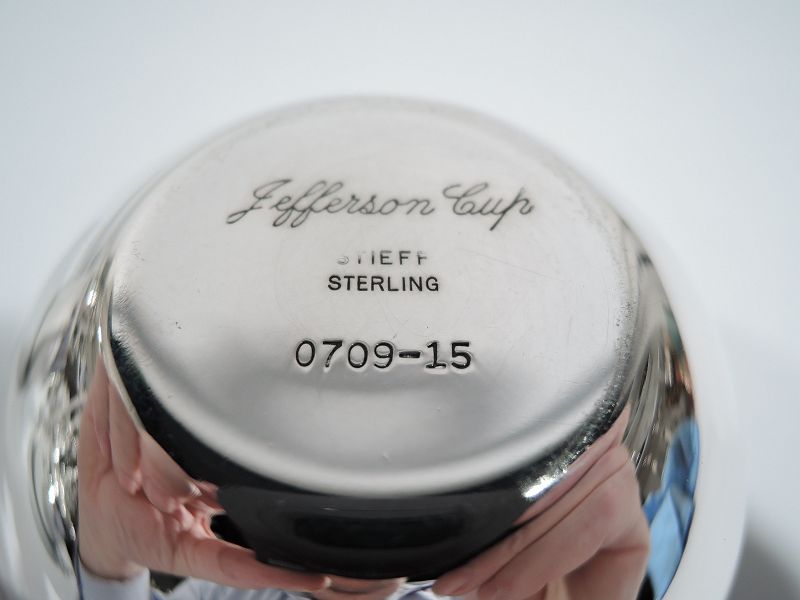 Jefferson Cup
STIEFF
STERLING
0709-15